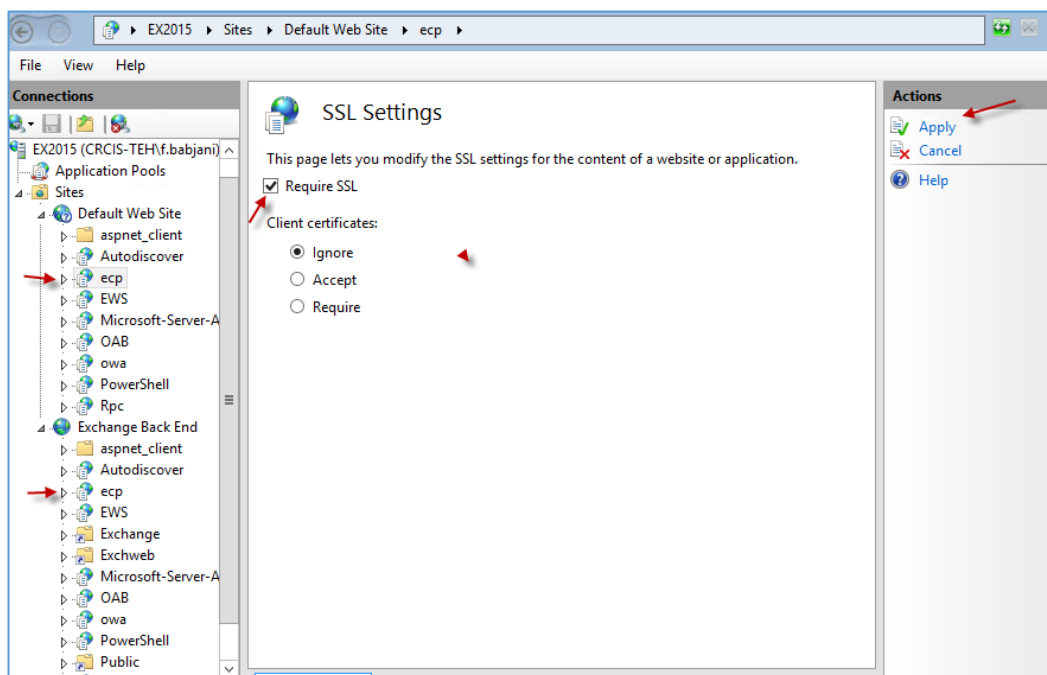 EX2015 Sites Default Web Site ecp
File View Help
Connections
EX2015 (CRCIS-TEH\f.babjani)
Application Pools
Sites
Default Web Site
aspnet_client
Autodiscover
ecp
EWS
Microsoft-Server-A
OAB
owa
PowerShell
Rpc
Exchange Back End
aspnet_client
Autodiscover
ecp
EWS
Exchange
Exchweb
Microsoft-Server-A
OAB
owa
PowerShell
Public
SSL Settings
This page lets you modify the SSL settings for the content of a website or application.
Require SSL
Client certificates:
Ignore
Accept
Require
Actions
Apply
Cancel
Help